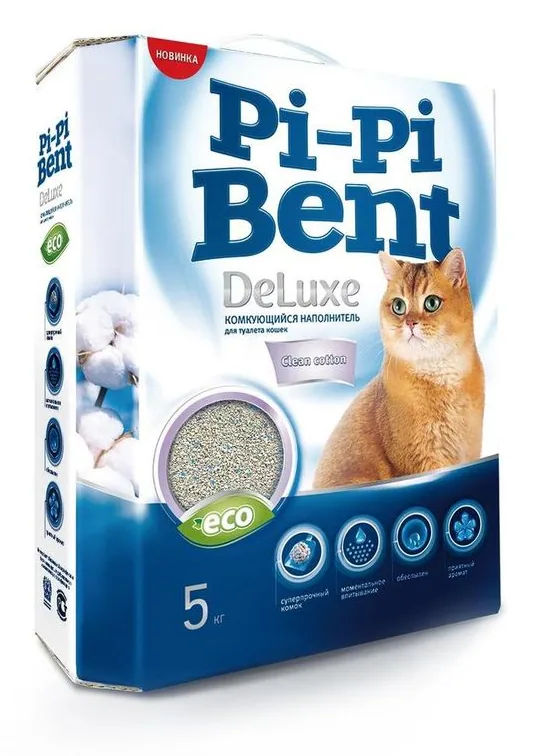 НОВИНКА
Pi-Pi
Bent
DeLuxe
КОМКУЮЩИЙСЯ НАПОЛНИТЕЛЬ
для туалета кошек
Clean cotton
eco
суперпрочный
комок
моментальное
впитывание
обеспылен
приятный
аромат
5 кг
Pi-Pi
Bent
DeLuxe
eco